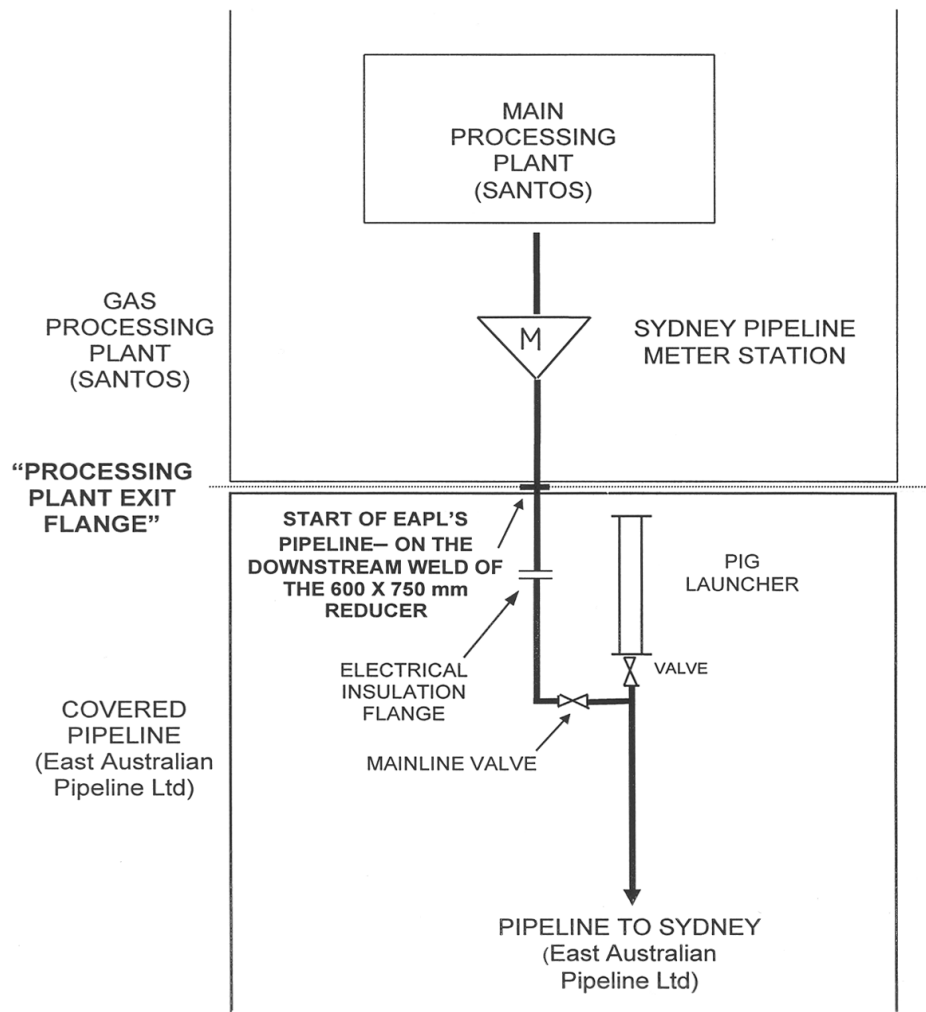 MAIN
PROCESSING
PLANT
(SANTOS)
GAS
PROCESSING
PLANT
(SANTOS)
M
SYDNEY PIPELINE
METER STATION
“PROCESSING
PLANT EXIT
FLANGE”
START OF EAPL’S
PIPELINE– ON THE
DOWNSTREAM WELD OF
THE 600 X 750 mm
REDUCER
PIG
LAUNCHER
ELECTRICAL
INSULATION
FLANGE
VALVE
MAINLINE VALVE
COVERED
PIPELINE
(East Australian
Pipeline Ltd)
PIPELINE TO SYDNEY
(East Australian
Pipeline Ltd)